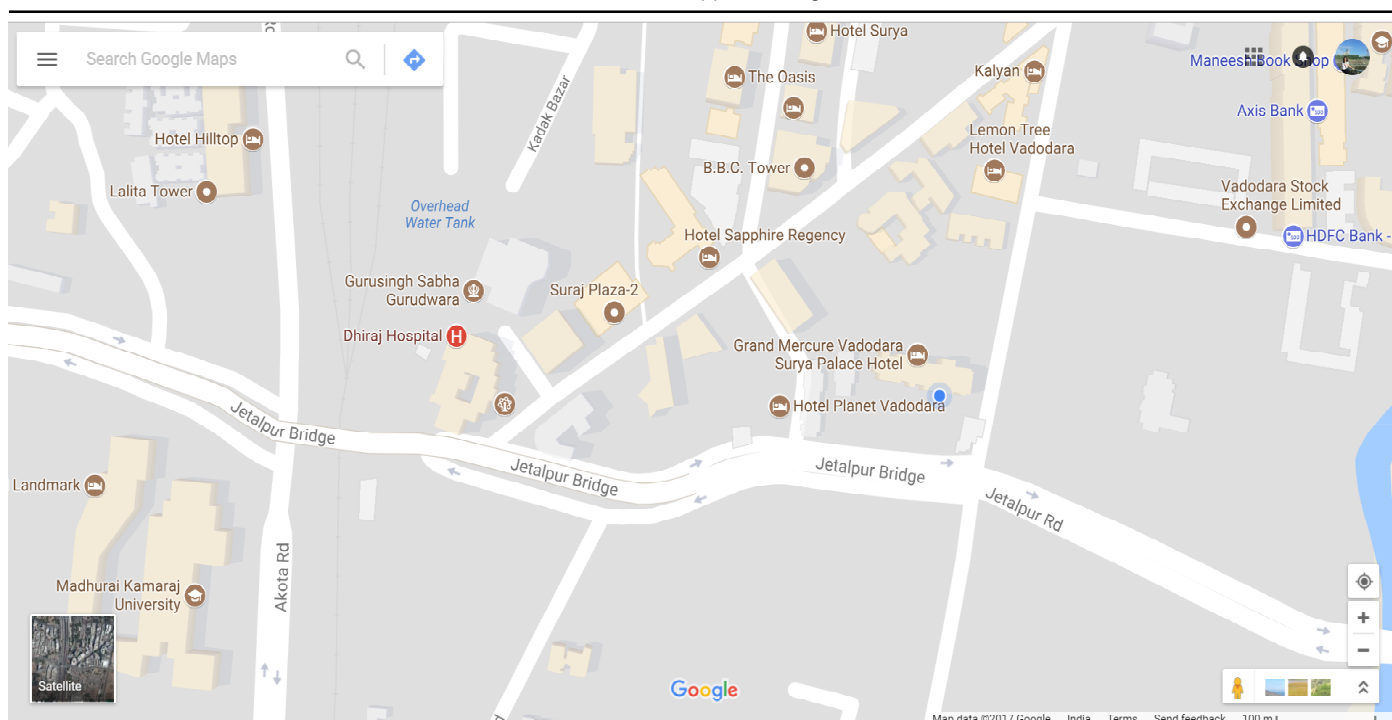 Search Google Maps
Hotel Surya
The Oasis
Kalyan
Axis Bank
Kadak Bazar
Hotel Hilltop
Lemon Tree
Hotel Vadodara
B.B.C. Tower
Lalita Tower
Vadodara Stock
Exchange Limited
Overhead
Water Tank
Hotel Sapphire Regency
HDFC Bank -
Gurusingh Sabha
Gurudwara
Suraj Plaza-2
Dhiraj Hospital
H
Grand Mercure Vadodara
Surya Palace Hotel
Hotel Planet Vadodara
Jetalpur Bridge
Jetalpur Bridge
Jetalpur Bridge
Landmark
Jetalpur Rd
Akota Rd
Madhurai Kamaraj
University
Satellite
Google
Map data ©2017 Google India Terms Send feedback 100 m